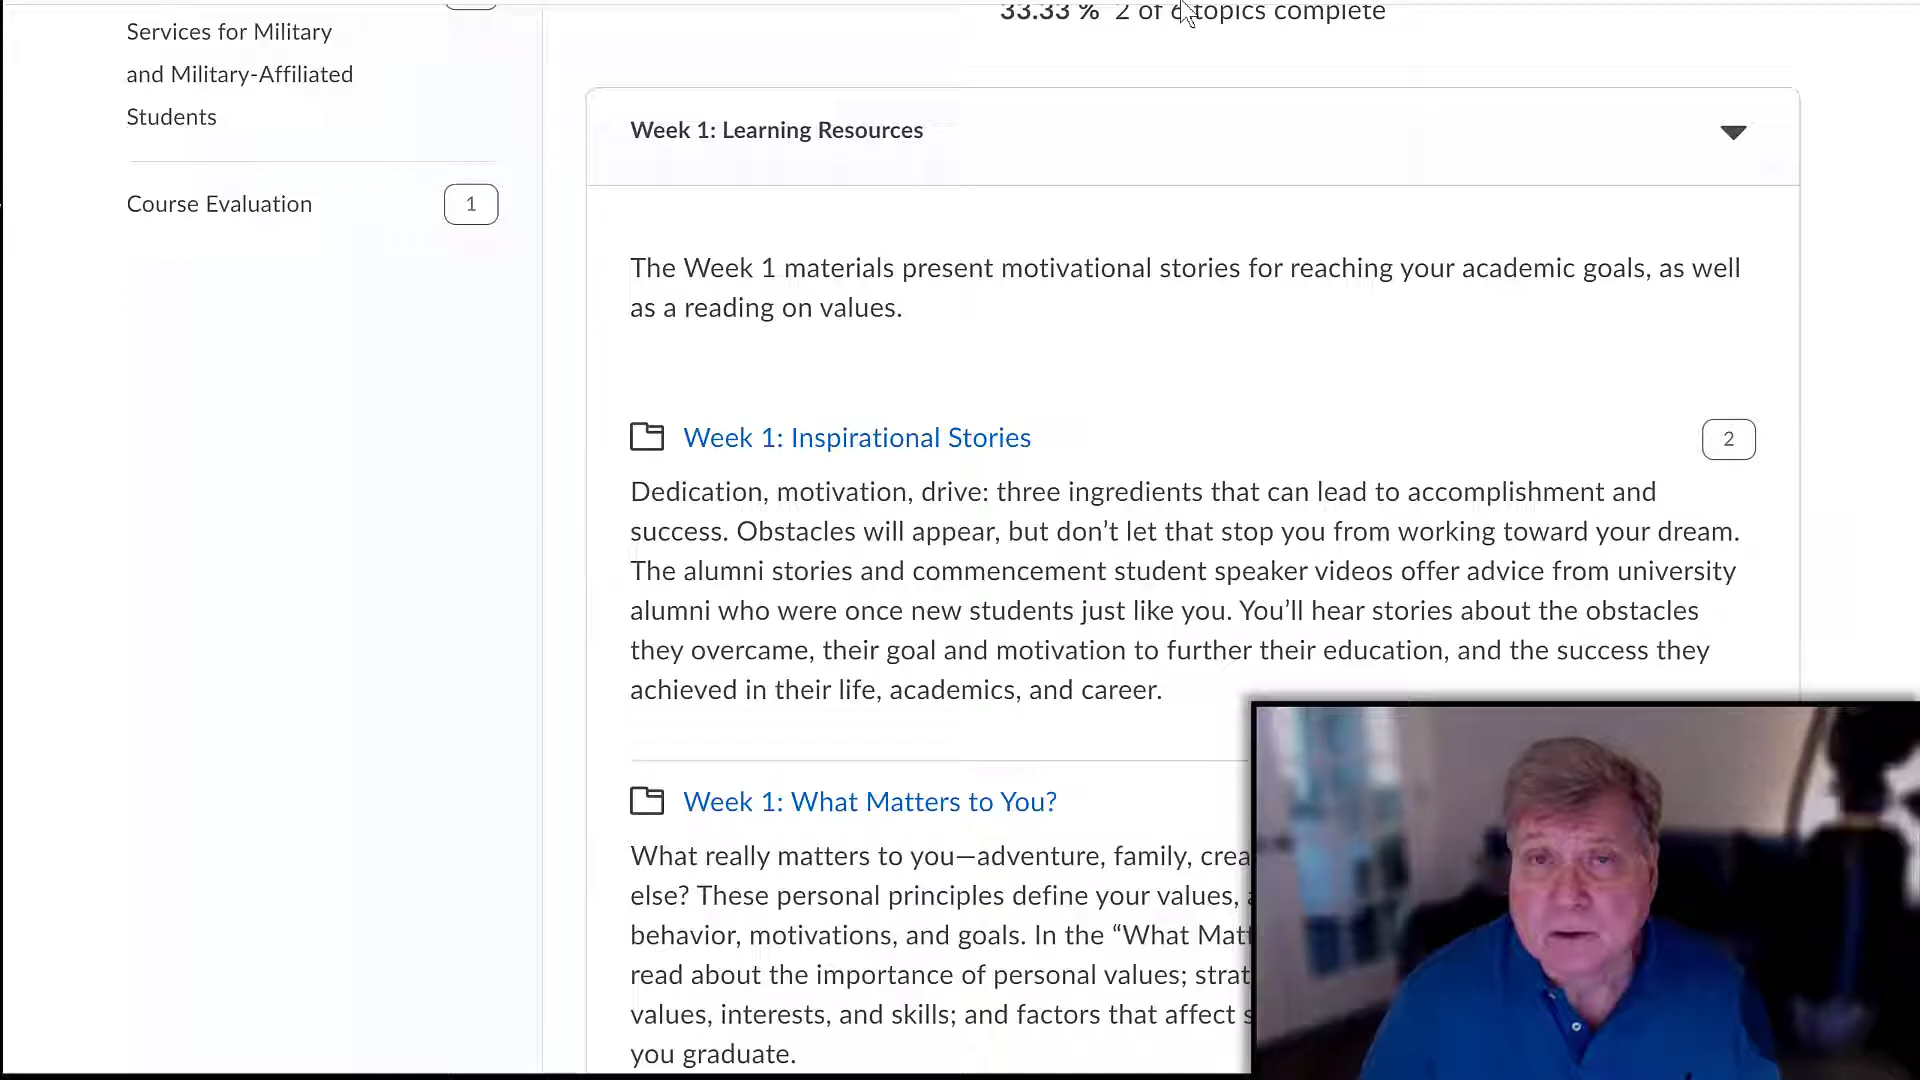 Services for Military
and Military-Affiliated
Students
Course Evaluation
1
33.33 % 2 of topics complete
Week 1: Learning Resources
The Week 1 materials present motivational stories for reaching your academic goals, as well
as a reading on values.
Week 1: Inspirational Stories
2
Dedication, motivation, drive: three ingredients that can lead to accomplishment and
success. Obstacles will appear, but don’t let that stop you from working toward your dream.
The alumni stories and commencement student speaker videos offer advice from university
alumni who were once new students just like you. You’ll hear stories about the obstacles
they overcame, their goal and motivation to further their education, and the success they
achieved in their life, academics, and career.
Week 1: What Matters to You?
What really matters to you—adventure, family, crea
else? These personal principles define your values,
behavior, motivations, and goals. In the “What Matt
read about the importance of personal values; strat
values, interests, and skills; and factors that affect s
you graduate.